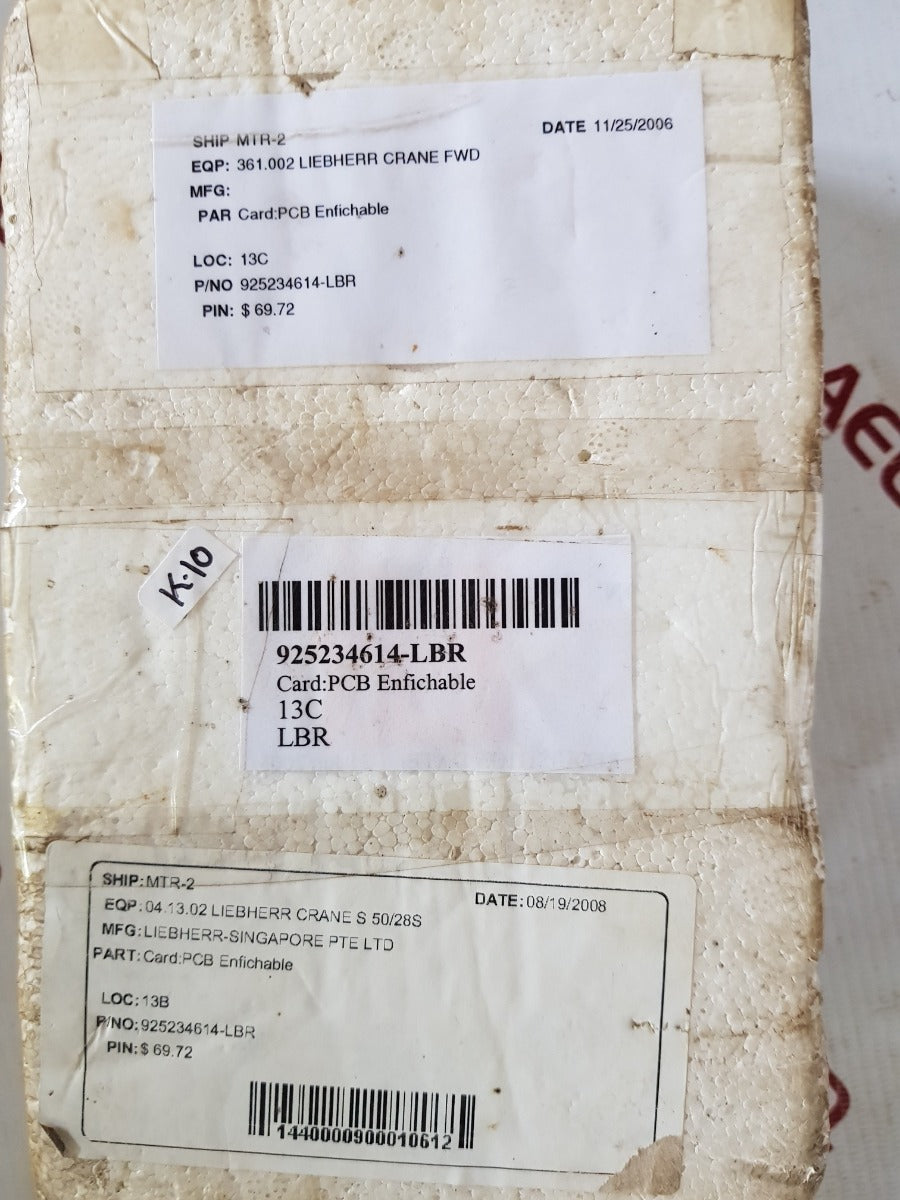 SHIP MTR-2
DATE 11/25/2006
EQP: 361.002 LIEBHERR CRANE FWD
MFG:
PAR Card:PCB Enfichable
LOC: 13C
P/NO 925234614-LBR
PIN: $ 69.72
K-10
925234614-LBR
Card:PCB Enfichable
13C
LBR
SHIP:MTR-2
DATE:08/19/2008
EQP:04.13.02 LIEBHERR CRANE S 50/28S
MFG:LIEBHERR-SINGAPORE PTE LTD
PART:Card:PCB Enfichable
LOC:13B
P/NO:925234614-LBR
PIN:$ 69.72
1440000900010612